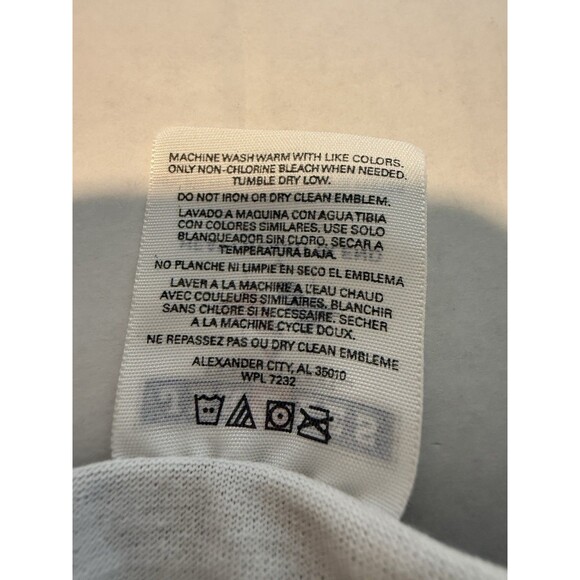 MACHINE WASH WARM WITH LIKE COLORS.
ONLY NON-CHLORINE BLEACH WHEN NEEDED.
TUMBLE DRY LOW.
DO NOT IRON OR DRY CLEAN EMBLEM.
LAVADO A MAQUINA CON AGUA TIBIA
CON COLORES SIMILARES. USE SOLO
BLANQUEADOR SIN CLORO. SECAR A
TEMPERATURA BAJA.
NO PLANCHE NI LIMPIE EN SECO EL EMBLEMA
LAVER A LA MACHINE A L'EAU CHAUD
AVEC COULEURS SIMILAIRES. BLANCHIR
SANS CHLORE SI NECESSAIRE. SECHER
A LA MACHINE CYCLE DOUX.
NE REPASSEZ PAS OU DRY CLEAN EMBLEME
ALEXANDER CITY, AL 35010
WPL 7232